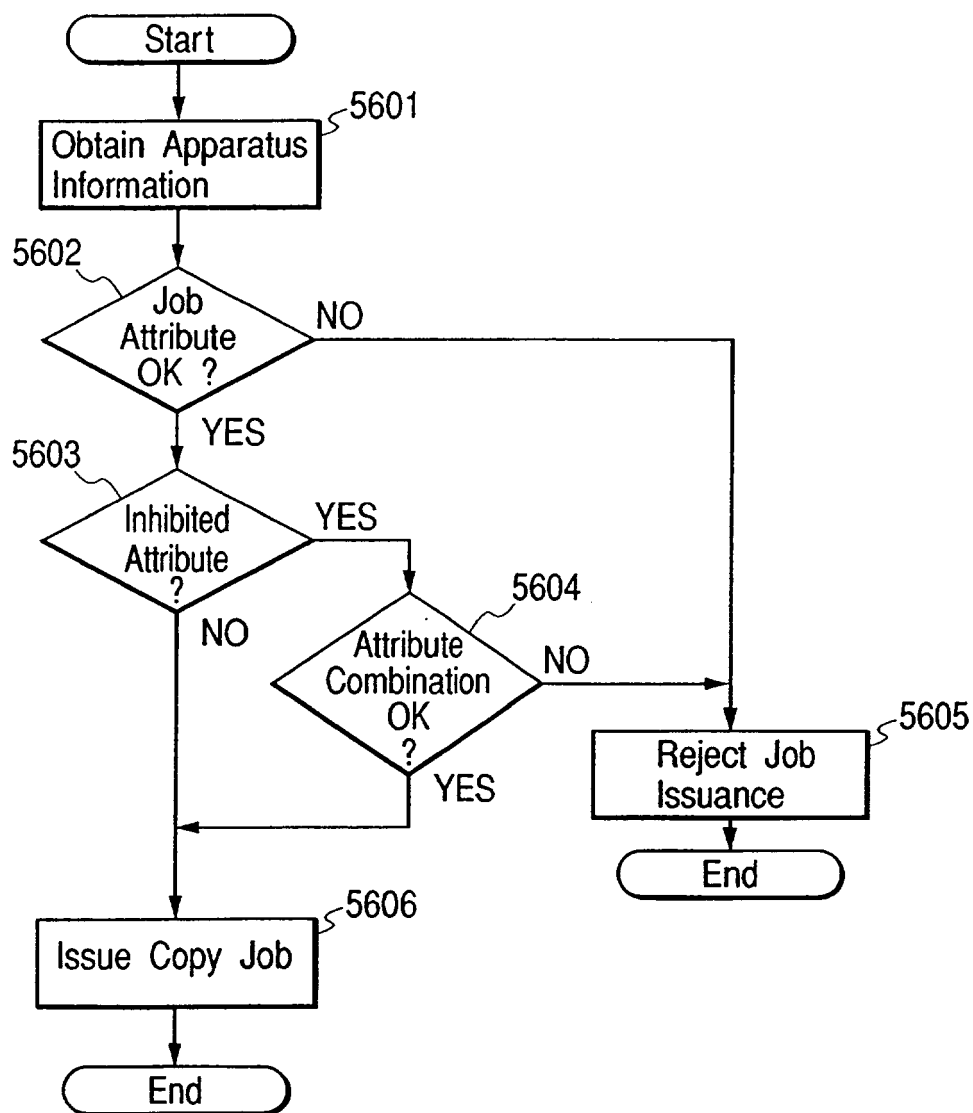 Start
5601
Obtain Apparatus
Information
5602
Job
Attribute
OK ?
NO
YES
5603
Inhibited
Attribute
?
YES
NO
5604
Attribute
Combination
OK
?
NO
YES
5605
Reject Job
Issuance
End
5606
Issue Copy Job
End